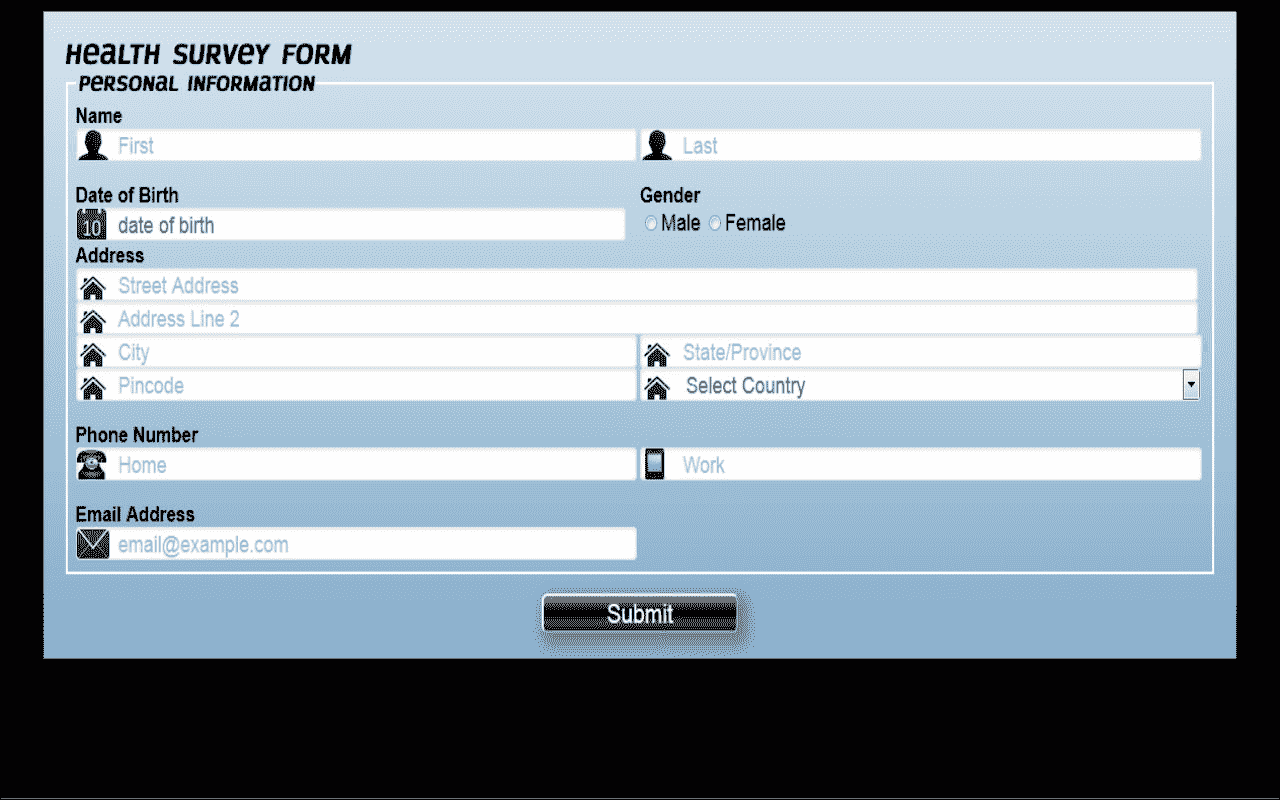 HEALTH SURVEY FORM
PERSONAL INFORMATION
Name
First Last
Date of Birth Gender
10 date of birth Male Female
Address
Street Address
Address Line 2
City State/Province
Pincode Select Country
Phone Number
Home Work
Email Address
email@example.com
Submit